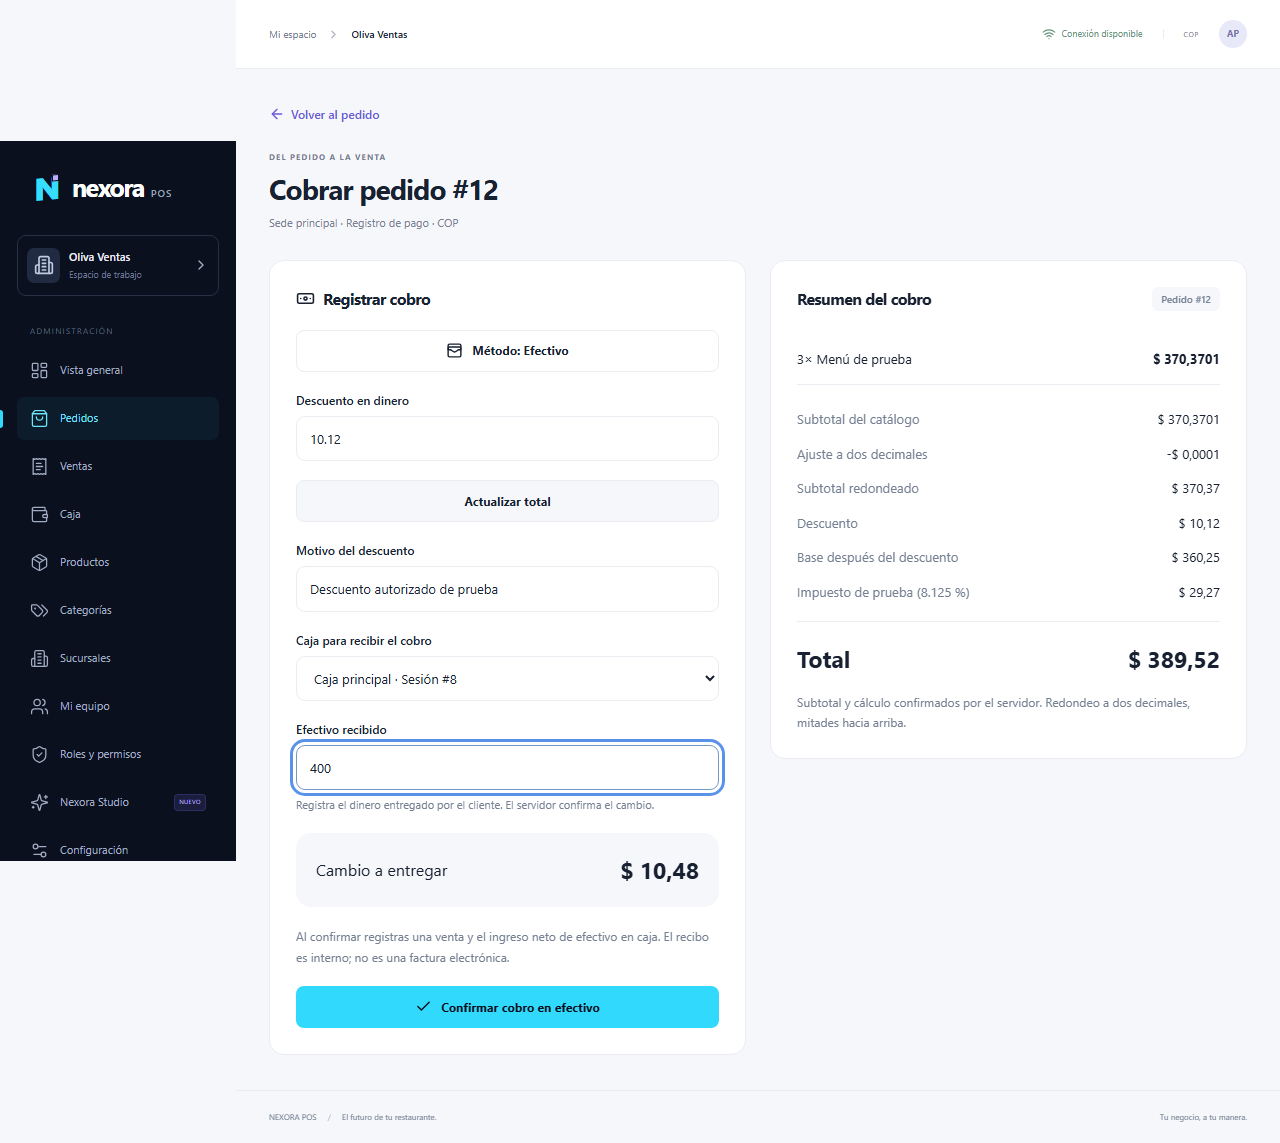 Mi espacio
Oliva Ventas
Conexión disponible
COP
AP
nexora POS
Oliva Ventas
Espacio de trabajo
ADMINISTRACIÓN
Vista general
Pedidos
Ventas
Caja
Productos
Categorías
Sucursales
Mi equipo
Roles y permisos
Nexora Studio
NUEVO
Configuración
Volver al pedido
DEL PEDIDO A LA VENTA
Cobrar pedido #12
Sede principal · Registro de pago · COP
Registrar cobro
Método: Efectivo
Descuento en dinero
10.12
Actualizar total
Motivo del descuento
Descuento autorizado de prueba
Caja para recibir el cobro
Caja principal · Sesión #8
Efectivo recibido
400
Registra el dinero entregado por el cliente. El servidor confirma el cambio.
Cambio a entregar $ 10,48
Al confirmar registras una venta y el ingreso neto de efectivo en caja. El recibo
es interno; no es una factura electrónica.
Confirmar cobro en efectivo
Resumen del cobro
Pedido #12
3× Menú de prueba $ 370,3701
Subtotal del catálogo $ 370,3701
Ajuste a dos decimales -$ 0,0001
Subtotal redondeado $ 370,37
Descuento $ 10,12
Base después del descuento $ 360,25
Impuesto de prueba (8.125 %) $ 29,27
Total $ 389,52
Subtotal y cálculo confirmados por el servidor. Redondeo a dos decimales,
mitades hacia arriba.
NEXORA POS / El futuro de tu restaurante.
Tu negocio, a tu manera.